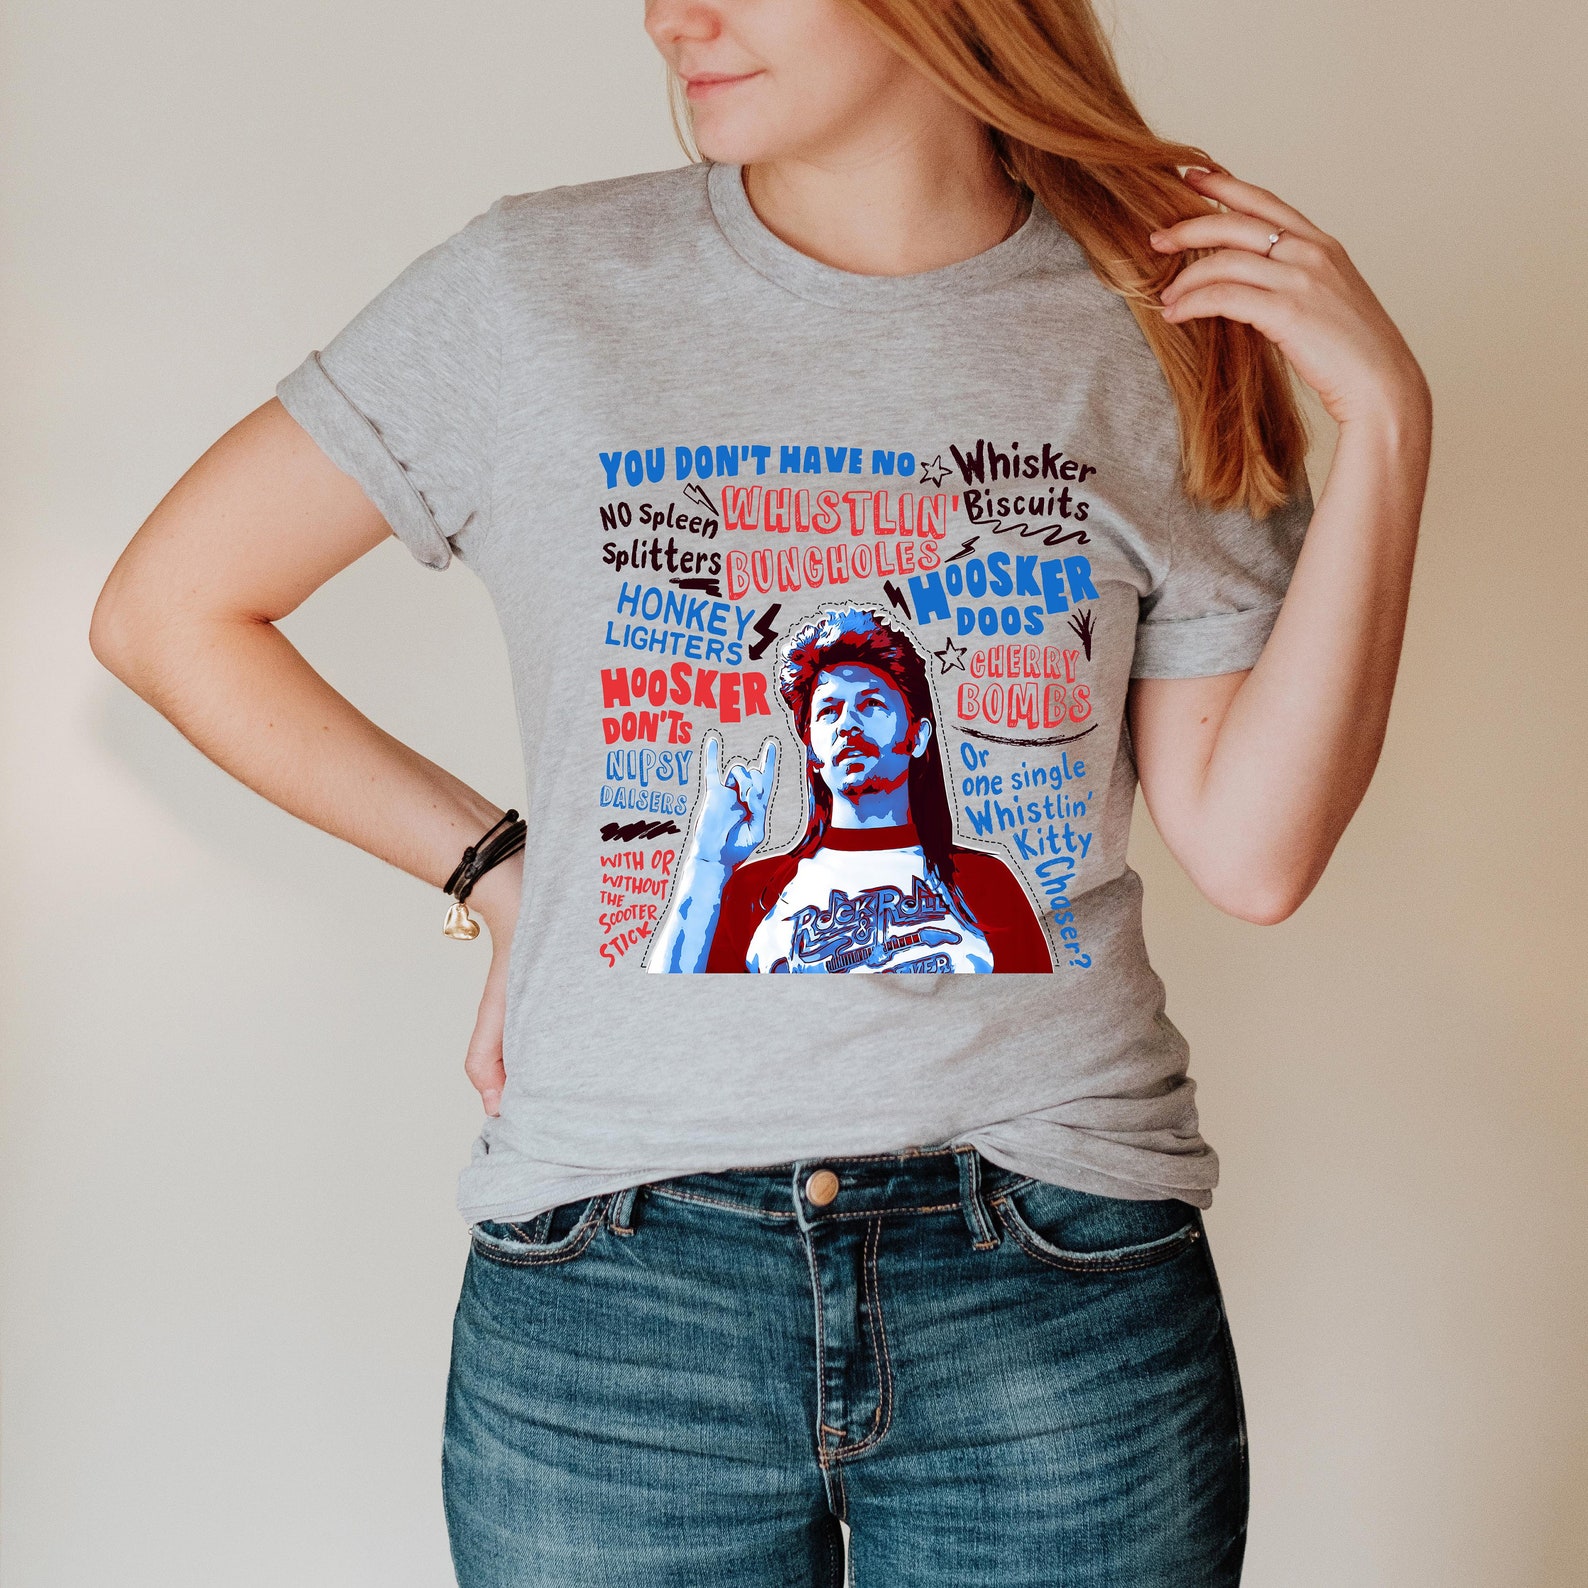 YOU DON'T HAVE NO
Whisker
Biscuits
NO Spleen
Splitters
WHISTLIN'
BUNGHOLES
HONKEY
LIGHTERS
HOOSKER
DOOS
HOOSKER
DON'TS
CHERRY
BOMBS
NIPSY
DAISERS
WITH OR
WITHOUT
THE
SCOOTER
STICK
Or
one single
Whistlin'
Kitty
Chaser?
ROCK & ROLL